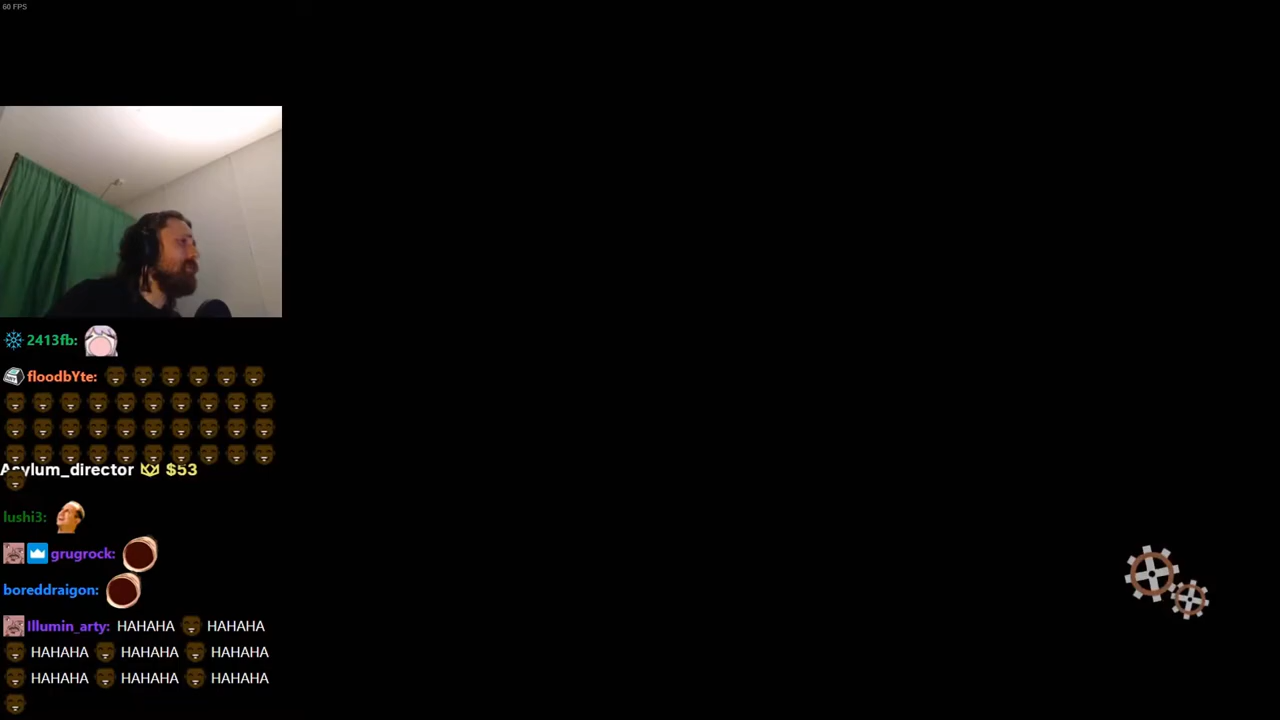 60 FPS
2413fb:
floodbYte:
Asylum_director $53
lushi3:
grugrock:
boreddraigon:
Illumin_arty: HAHAHA HAHAHA
HAHAHA HAHAHA HAHAHA
HAHAHA HAHAHA HAHAHA